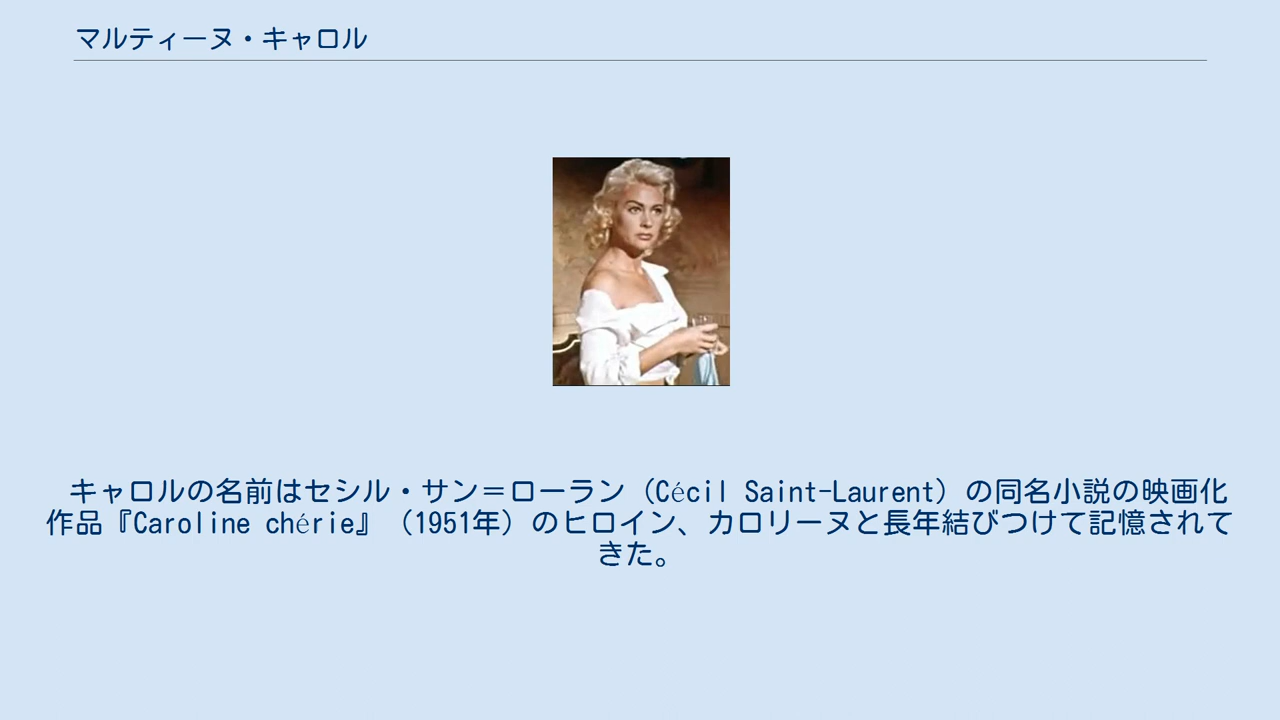 マルティーヌ・キャロル
キャロルの名前はセシル・サン＝ローラン（Cécil Saint-Laurent）の同名小説の映画化
作品『Caroline chérie』（1951年）のヒロイン、カロリーヌと長年結びつけて記憶されて
きた。